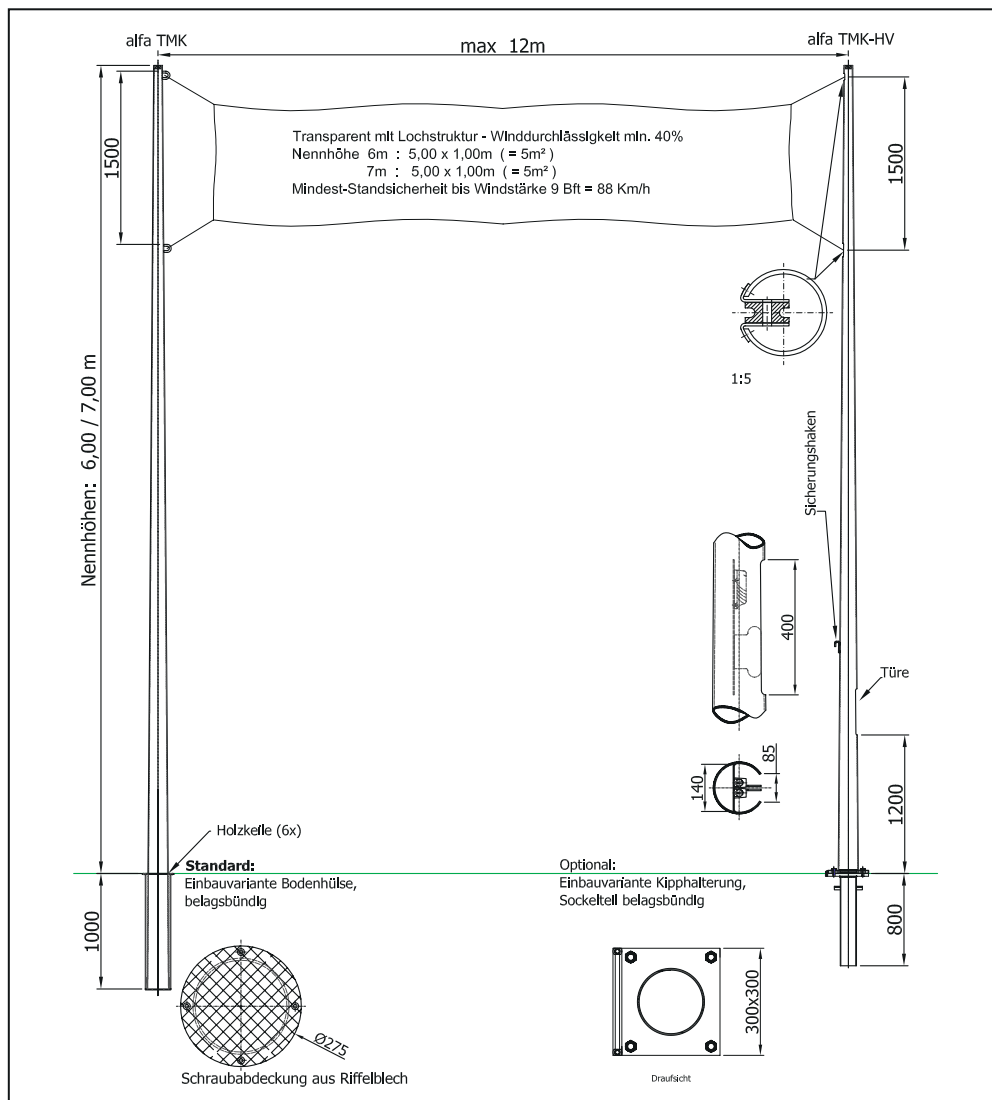 alfa TMK
max 12m
alfa TMK-HV
Transparent mit Lochstruktur - Winddurchlässigkeit min. 40%
Nennhöhe 6m : 5,00 x 1,00m ( = 5m² )
7m : 5,00 x 1,00m ( = 5m² )
Mindest-Standsicherheit bis Windstärke 9 Bft = 88 Km/h
1500
1500
1:5
Nennhöhen: 6,00 / 7,00 m
Sicherungshaken
400
Türe
85
140
1200
Holzkeile (6x)
Standard:
Einbauvariante Bodenhülse,
belagsbündig
Optional:
Einbauvariante Kipphalterung,
Sockelteil belagsbündig
1000
800
Ø275
300x300
Schraubabdeckung aus Riffelblech
Draufsicht